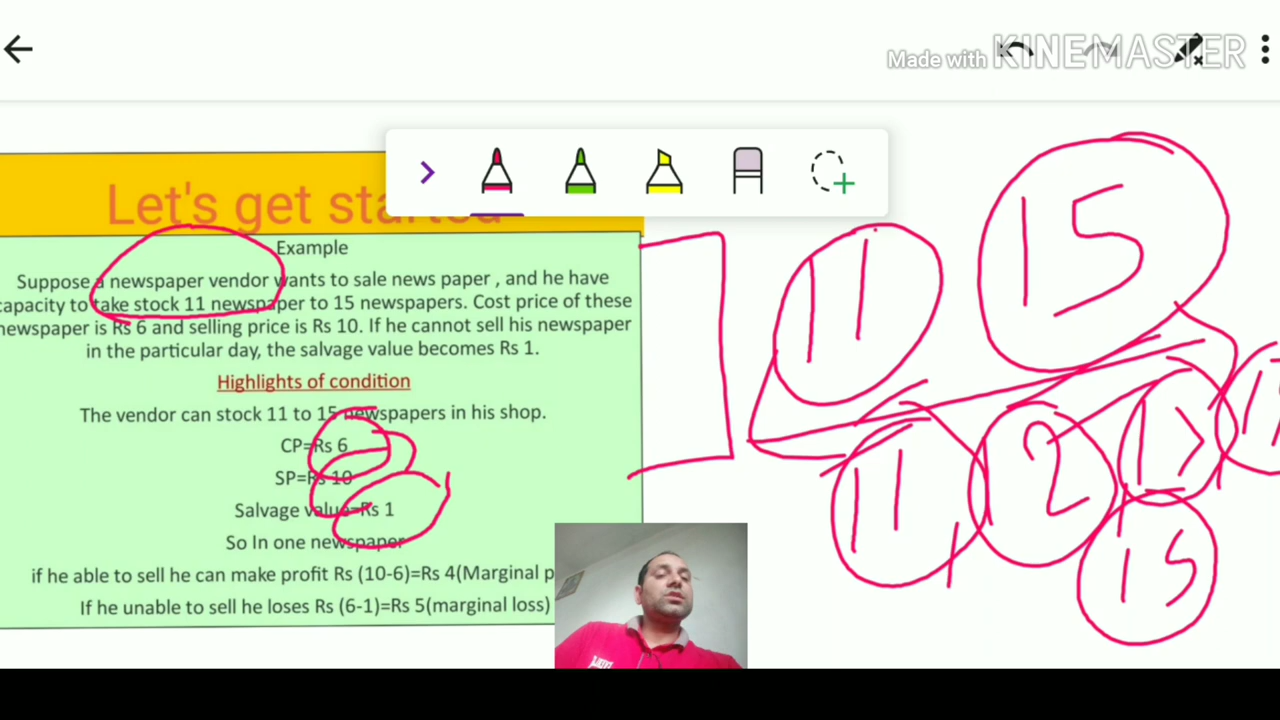 Made with KINEMASTER
Let's get started
Example
Suppose a newspaper vendor wants to sale news paper , and he have
capacity to take stock 11 newspaper to 15 newspapers. Cost price of these
newspaper is Rs 6 and selling price is Rs 10. If he cannot sell his newspaper
in the particular day, the salvage value becomes Rs 1.
Highlights of condition
The vendor can stock 11 to 15 newspapers in his shop.
CP=Rs 6
SP=Rs 10
Salvage value=Rs 1
So In one newspaper
if he able to sell he can make profit Rs (10-6)=Rs 4(Marginal p
If he unable to sell he loses Rs (6-1)=Rs 5(marginal loss)
11 15
11, 12 13
15